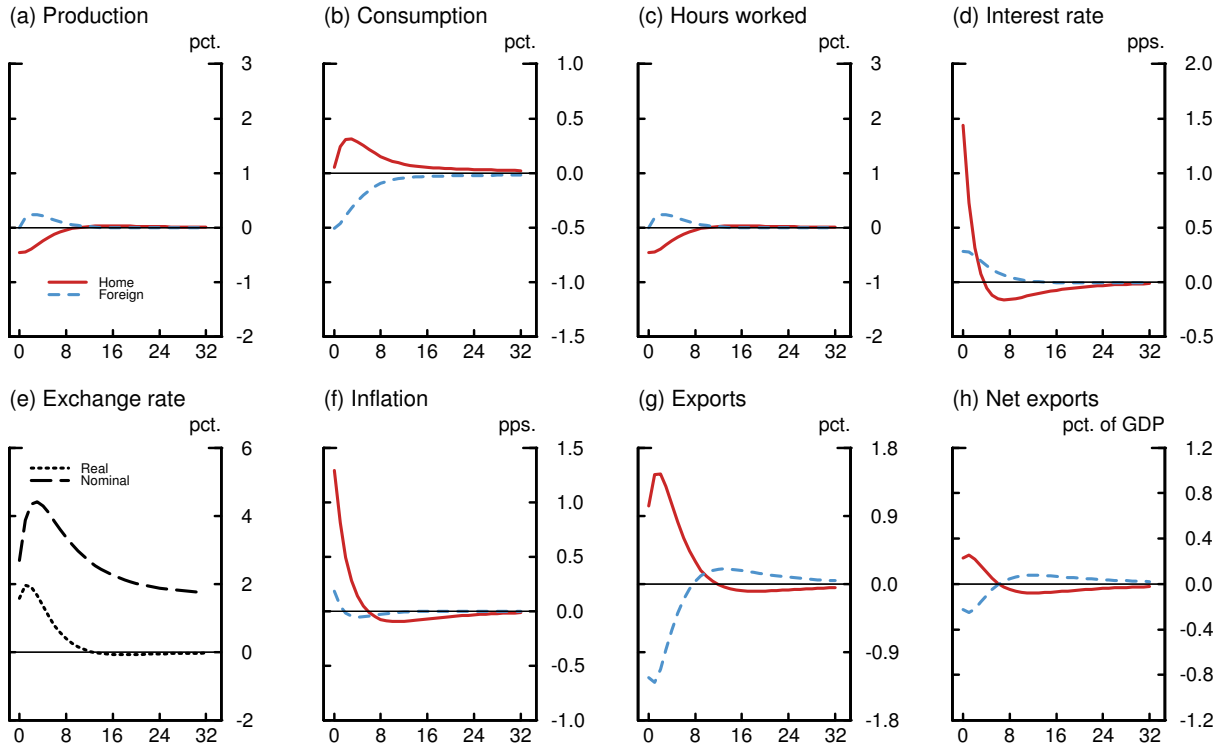 (a) Production
(b) Consumption
(c) Hours worked
(d) Interest rate
pct.
pct.
pct.
pps.
3
2
1
0
-1
-2
Home
Foreign
0 8 16 24 32
1.0
0.5
0.0
-0.5
-1.0
-1.5
0 8 16 24 32
3
2
1
0
-1
-2
0 8 16 24 32
2.0
1.5
1.0
0.5
0.0
-0.5
0 8 16 24 32
(e) Exchange rate
(f) Inflation
(g) Exports
(h) Net exports
pct.
pps.
pct.
pct. of GDP
Real
Nominal
6
4
2
0
-2
0 8 16 24 32
1.5
1.0
0.5
0.0
-0.5
-1.0
0 8 16 24 32
1.8
0.9
0.0
-0.9
-1.8
0 8 16 24 32
1.2
0.8
0.4
0.0
-0.4
-0.8
-1.2
0 8 16 24 32